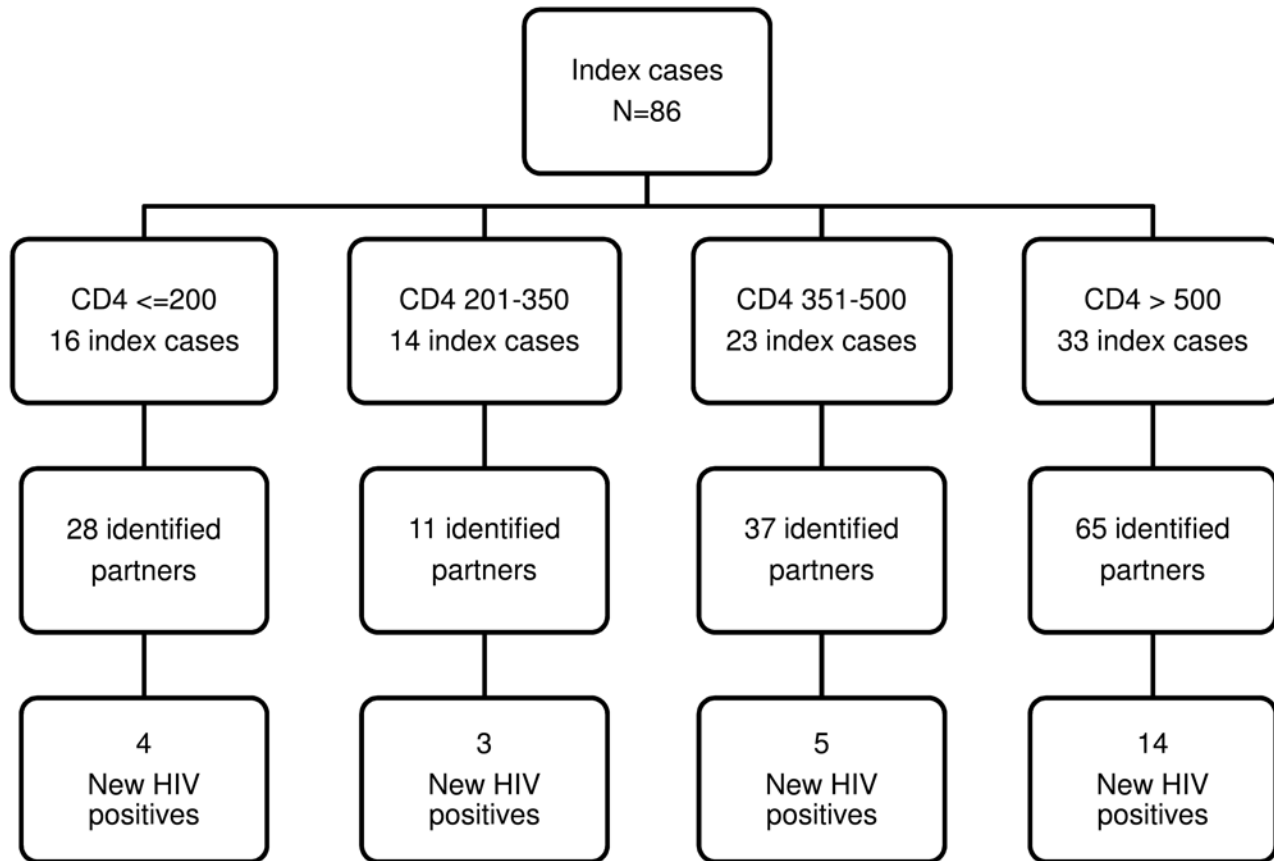 Index cases
N=86
CD4 <=200
16 index cases
CD4 201-350
14 index cases
CD4 351-500
23 index cases
CD4 > 500
33 index cases
28 identified
partners
11 identified
partners
37 identified
partners
65 identified
partners
4
New HIV
positives
3
New HIV
positives
5
New HIV
positives
14
New HIV
positives